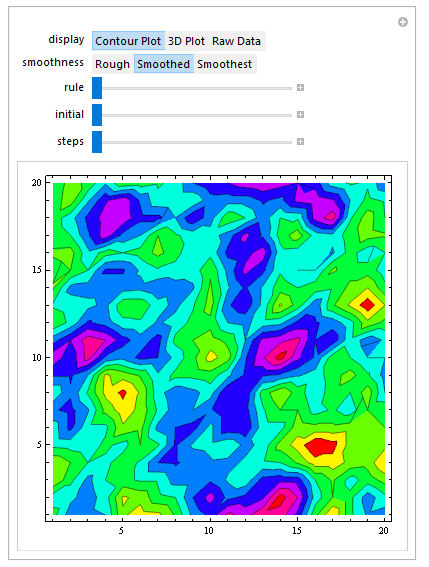 display Contour Plot 3D Plot Raw Data
smoothness Rough Smoothed Smoothest
rule
initial
steps
20
15
10
5
5 10 15 20